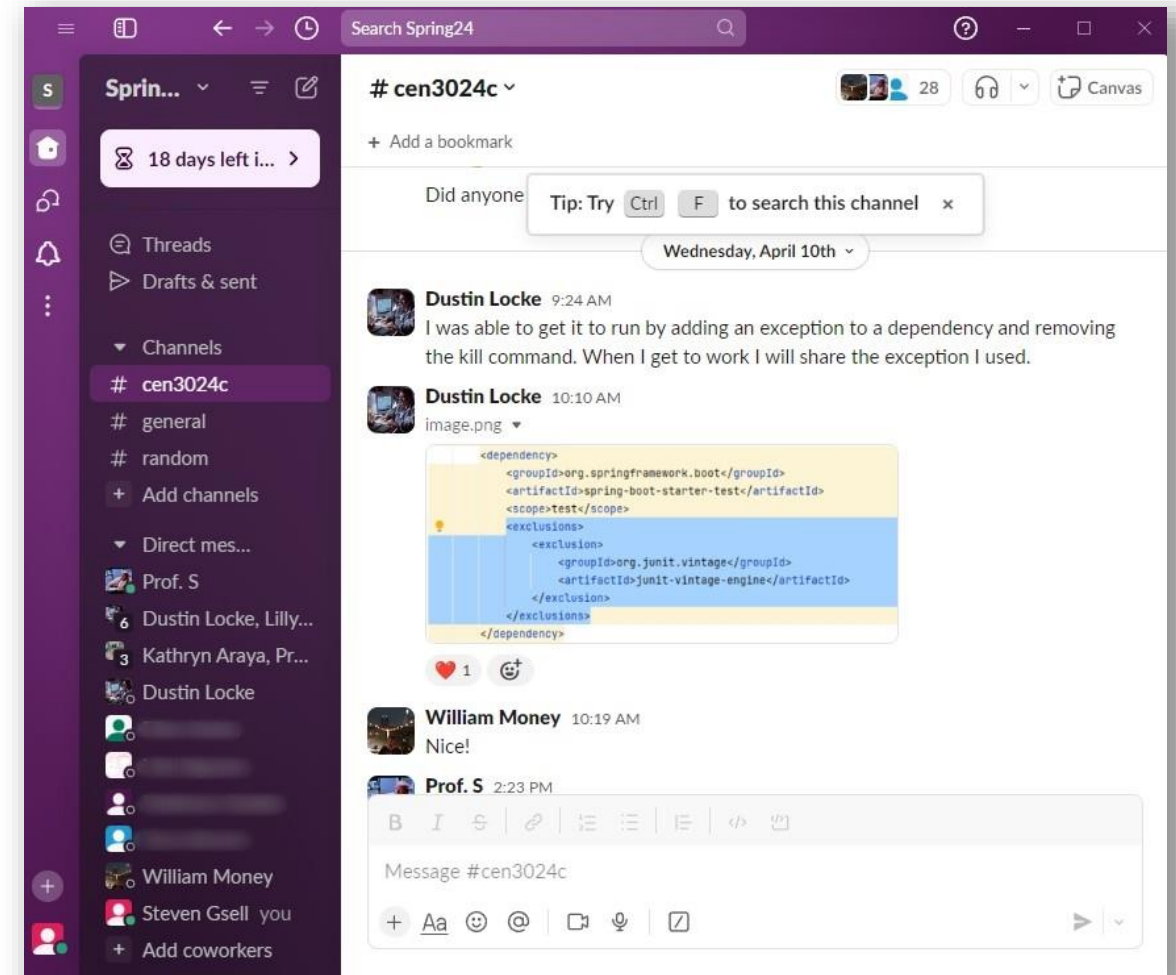 Search Spring24
S
Sprin...
18 days left i...
Threads
Drafts & sent
Channels
# cen3024c
# general
# random
+ Add channels
Direct mes...
Prof. S
6 Dustin Locke, Lilly...
3 Kathryn Araya, Pr...
Dustin Locke
William Money
Steven Gsell you
+ Add coworkers
# cen3024c
28
Canvas
+ Add a bookmark
Did anyone
Tip: Try Ctrl F to search this channel ×
Wednesday, April 10th
Dustin Locke 9:24 AM
I was able to get it to run by adding an exception to a dependency and removing
the kill command. When I get to work I will share the exception I used.
Dustin Locke 10:10 AM
image.png
<dependency>
<groupId>org.springframework.boot</groupId>
<artifactId>spring-boot-starter-test</artifactId>
<scope>test</scope>
<exclusions>
<exclusion>
<groupId>org.junit.vintage</groupId>
<artifactId>junit-vintage-engine</artifactId>
</exclusion>
</exclusions>
</dependency>
1
William Money 10:19 AM
Nice!
Prof. S 2:23 PM
B I S
Message #cen3024c
+ Aa @